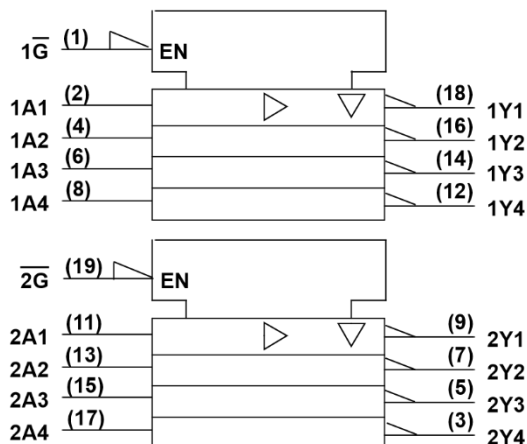 1G̅ (1) EN
1A1 (2) (18) 1Y1
1A2 (4) (16) 1Y2
1A3 (6) (14) 1Y3
1A4 (8) (12) 1Y4
2̅G̅ (19) EN
2A1 (11) (9) 2Y1
2A2 (13) (7) 2Y2
2A3 (15) (5) 2Y3
2A4 (17) (3) 2Y4